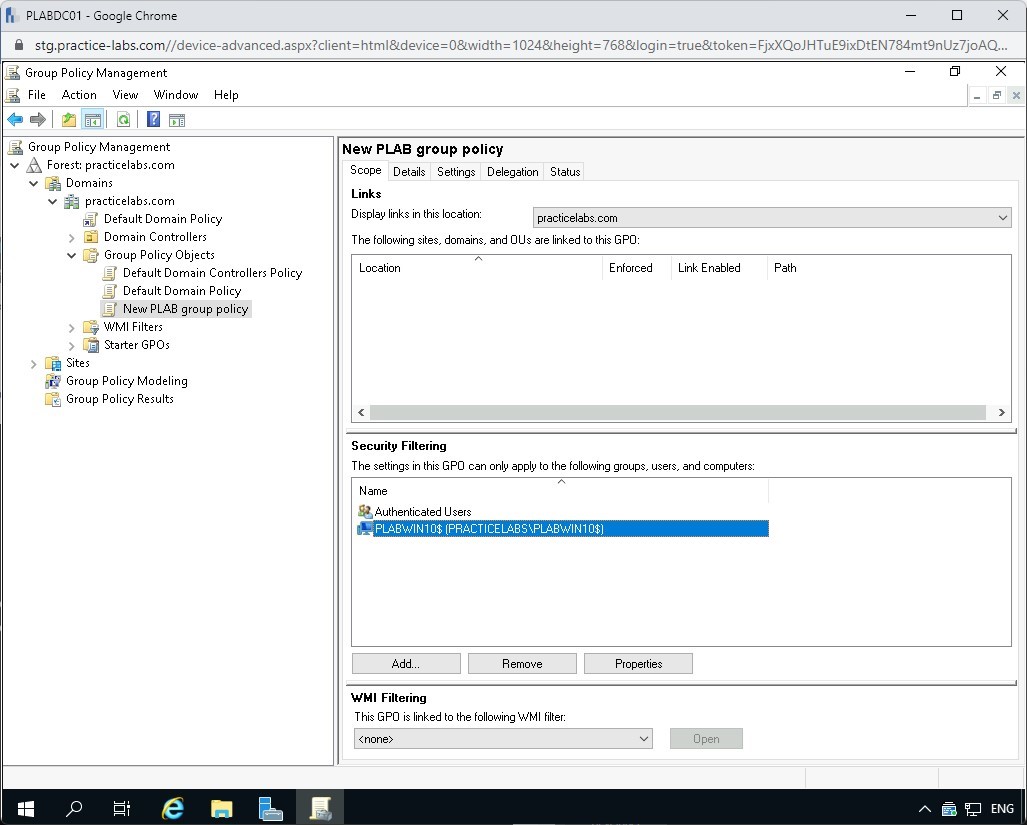 PLABDC01 - Google Chrome
stg.practice-labs.com//device-advanced.aspx?client=html&device=0&width=1024&height=768&login=true&token=FjxXQoJHTuE9ixDtEN784mt9nUz7joAQ...
Group Policy Management
File Action View Window Help
Group Policy Management
Forest: practicelabs.com
Domains
practicelabs.com
Default Domain Policy
Domain Controllers
Group Policy Objects
Default Domain Controllers Policy
Default Domain Policy
New PLAB group policy
WMI Filters
Starter GPOs
Sites
Group Policy Modeling
Group Policy Results
New PLAB group policy
Scope Details Settings Delegation Status
Links
Display links in this location: practicelabs.com
The following sites, domains, and OUs are linked to this GPO:
Location Enforced Link Enabled Path
Security Filtering
The settings in this GPO can only apply to the following groups, users, and computers:
Name
Authenticated Users
PLABWIN10$ (PRACTICELABS\PLABWIN10$)
Add... Remove Properties
WMI Filtering
This GPO is linked to the following WMI filter:
<none> Open
ENG